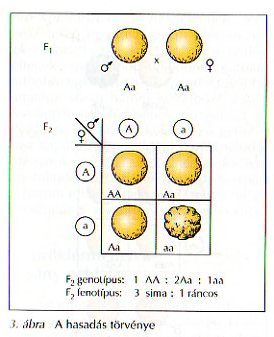 F₁
♂ x ♀
Aa Aa
F₂ ♀ ♂ A a
A
AA Aa
a
Aa aa
F₂ genotípus: 1 AA : 2Aa : 1aa
F₂ fenotípus: 3 sima : 1 ráncos
3. ábra A hasadás törvénye